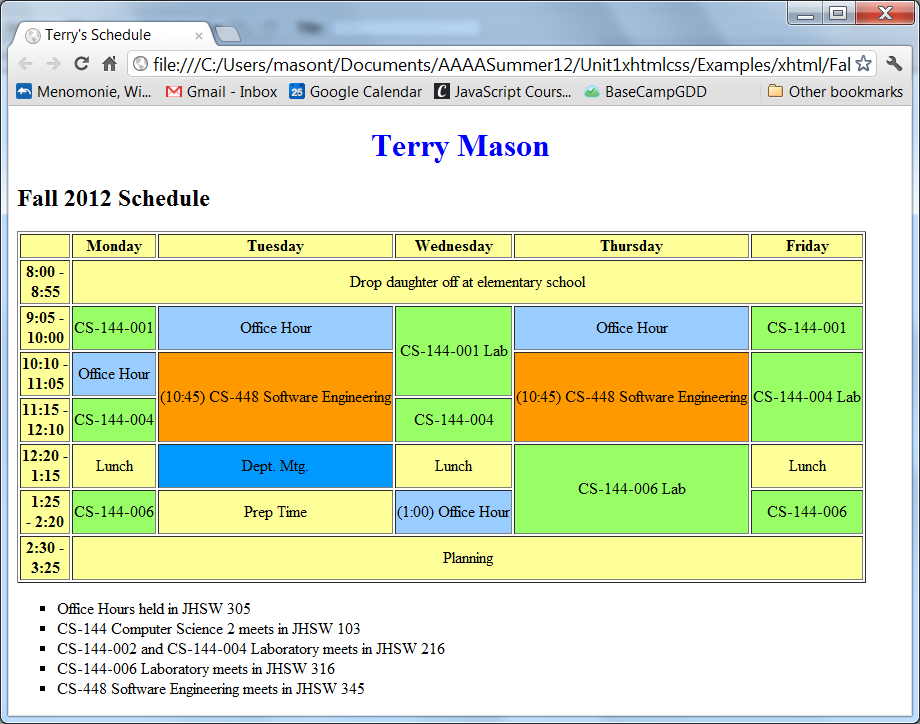 Terry's Schedule
file:///C:/Users/masont/Documents/AAAASummer12/Unit1xhtmlcss/Examples/xhtml/Fal
Menomonie, Wi... Gmail - Inbox 25 Google Calendar C JavaScript Cours... BaseCampGDD Other bookmarks
Terry Mason
Fall 2012 Schedule
Monday Tuesday Wednesday Thursday Friday
8:00 -
8:55
Drop daughter off at elementary school
9:05 -
10:00
CS-144-001 Office Hour CS-144-001 Lab Office Hour CS-144-001
10:10 -
11:05
Office Hour (10:45) CS-448 Software Engineering (10:45) CS-448 Software Engineering CS-144-004 Lab
11:15 -
12:10
CS-144-004 CS-144-004
12:20 -
1:15
Lunch Dept. Mtg. Lunch CS-144-006 Lab Lunch
1:25
- 2:20
CS-144-006 Prep Time (1:00) Office Hour CS-144-006
2:30 -
3:25
Planning
Office Hours held in JHSW 305
CS-144 Computer Science 2 meets in JHSW 103
CS-144-002 and CS-144-004 Laboratory meets in JHSW 216
CS-144-006 Laboratory meets in JHSW 316
CS-448 Software Engineering meets in JHSW 345